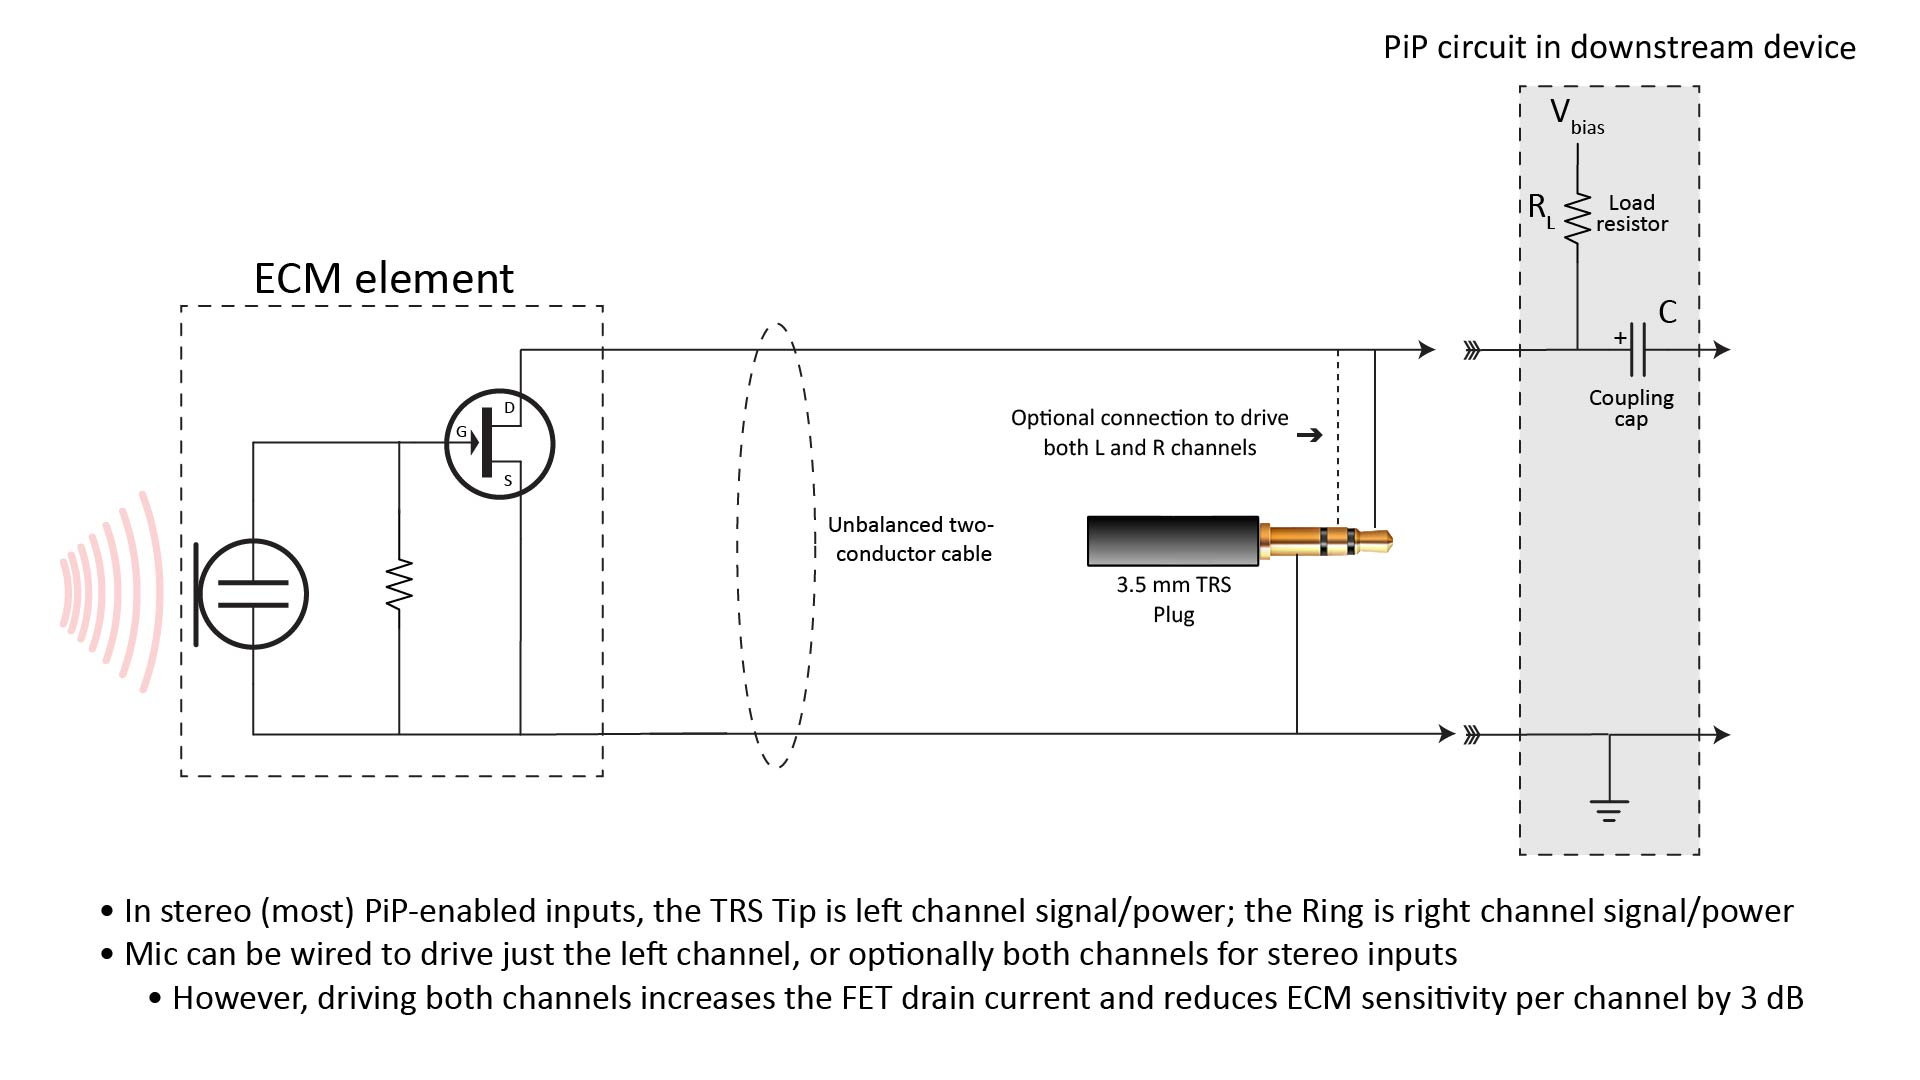 PiP circuit in downstream device
V bias
R L
Load
resistor
ECM element
C
+
D
G
S
Coupling
cap
Optional connection to drive ➔
both L and R channels
Unbalanced two-
conductor cable
3.5 mm TRS
Plug
• In stereo (most) PiP-enabled inputs, the TRS Tip is left channel signal/power; the Ring is right channel signal/power
• Mic can be wired to drive just the left channel, or optionally both channels for stereo inputs
• However, driving both channels increases the FET drain current and reduces ECM sensitivity per channel by 3 dB